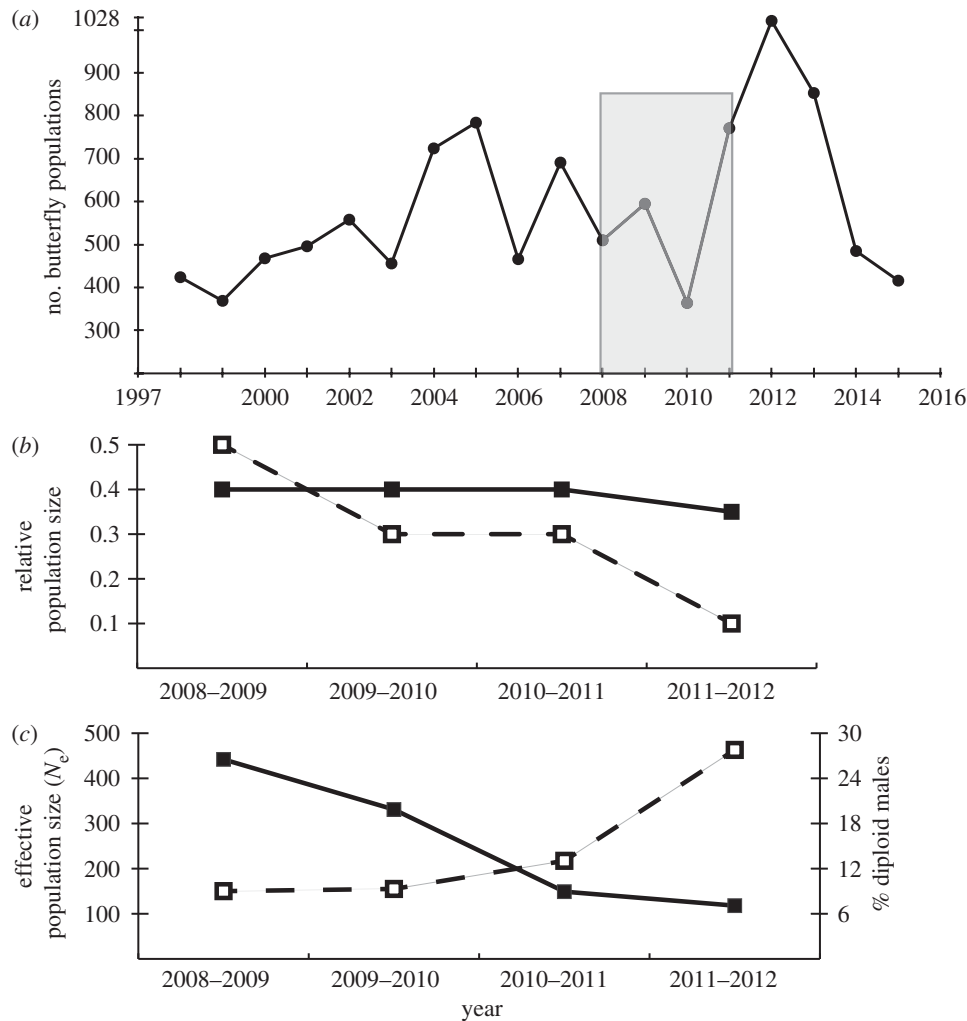 (a)
no. butterfly populations
1028
900
800
700
600
500
400
300
1997 2000 2002 2004 2006 2008 2010 2012 2014 2016
(b)
relative
population size
0.5
0.4
0.3
0.2
0.1
2008–2009 2009–2010 2010–2011 2011–2012
(c)
effective
population size (Ne)
500
400
300
200
100
30
24
18
12
6
% diploid males
2008–2009 2009–2010 2010–2011 2011–2012
year